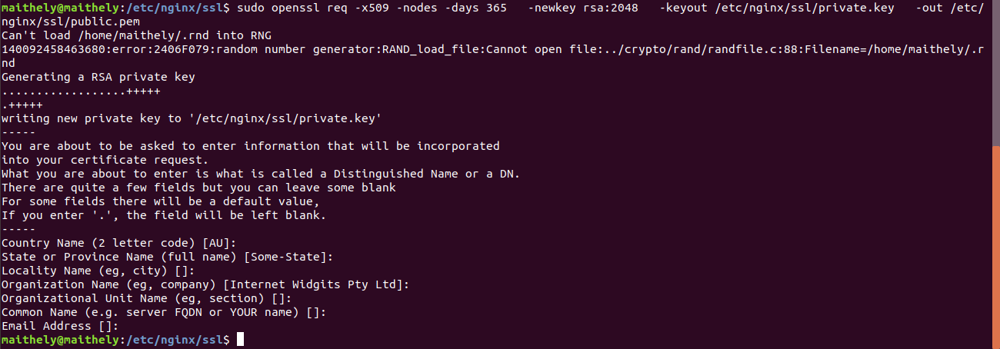 maithely@maithely:/etc/nginx/ssl$ sudo openssl req -x509 -nodes -days 365   -newkey rsa:2048   -keyout /etc/nginx/ssl/private.key   -out /etc/
nginx/ssl/public.pem
Can't load /home/maithely/.rnd into RNG
140092458463680:error:2406F079:random number generator:RAND_load_file:Cannot open file:../crypto/rand/randfile.c:88:Filename=/home/maithely/.r
nd
Generating a RSA private key
..................+++++
.+++++
writing new private key to '/etc/nginx/ssl/private.key'
-----
You are about to be asked to enter information that will be incorporated
into your certificate request.
What you are about to enter is what is called a Distinguished Name or a DN.
There are quite a few fields but you can leave some blank
For some fields there will be a default value,
If you enter '.', the field will be left blank.
-----
Country Name (2 letter code) [AU]:
State or Province Name (full name) [Some-State]:
Locality Name (eg, city) []:
Organization Name (eg, company) [Internet Widgits Pty Ltd]:
Organizational Unit Name (eg, section) []:
Common Name (e.g. server FQDN or YOUR name) []:
Email Address []:
maithely@maithely:/etc/nginx/ssl$